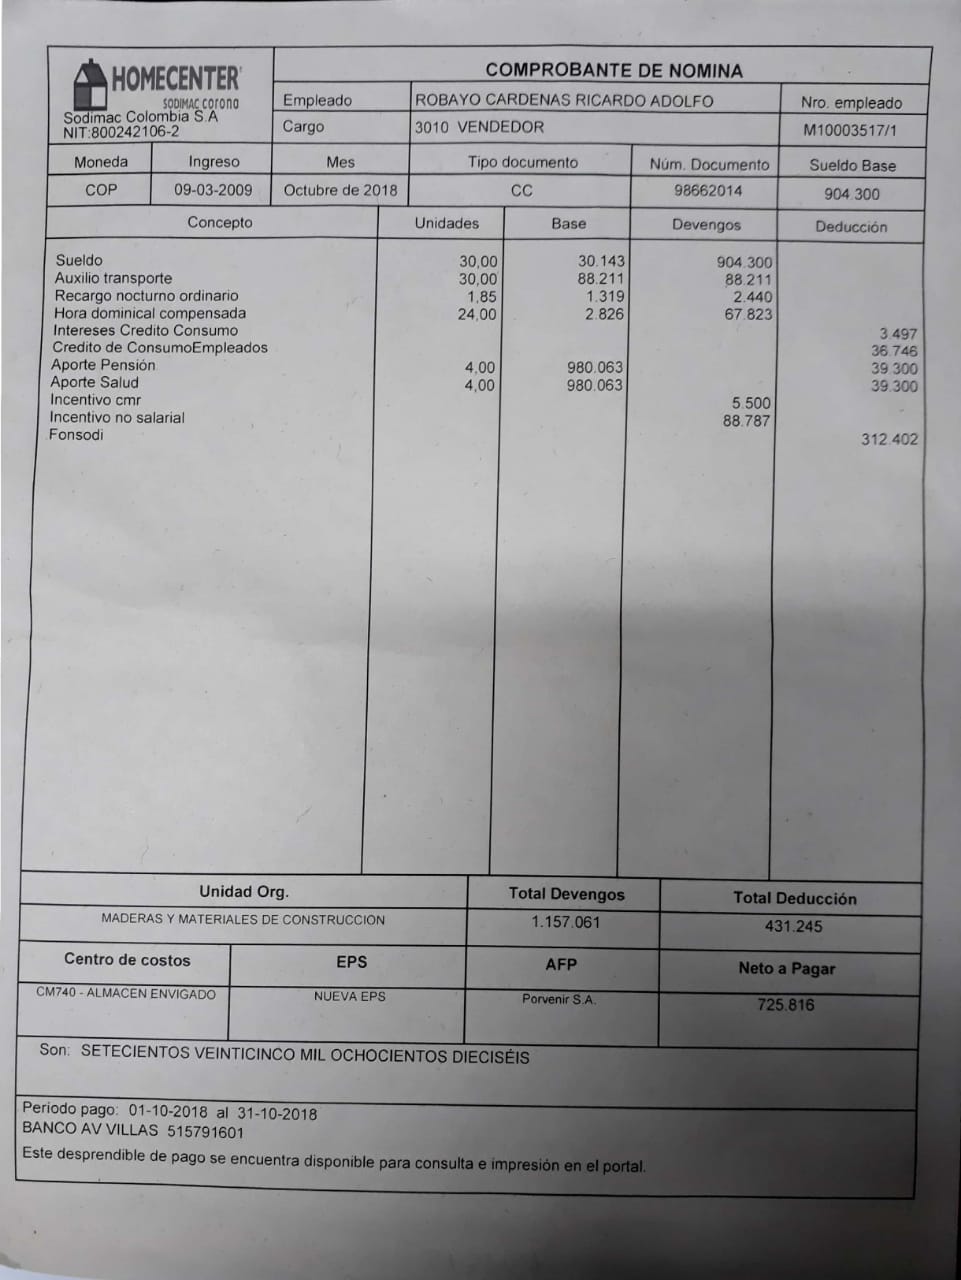 HOMECENTER
SODIMAC corona
Sodimac Colombia S.A
NIT:800242106-2
COMPROBANTE DE NOMINA
Empleado ROBAYO CARDENAS RICARDO ADOLFO Nro. empleado
Cargo 3010 VENDEDOR M10003517/1
Moneda Ingreso Mes Tipo documento Núm. Documento Sueldo Base
COP 09-03-2009 Octubre de 2018 CC 98662014 904.300
Concepto Unidades Base Devengos Deducción
Sueldo 30,00 30.143 904.300
Auxilio transporte 30,00 88.211 88.211
Recargo nocturno ordinario 1,85 1.319 2.440
Hora dominical compensada 24,00 2.826 67.823
Intereses Credito Consumo 3.497
Credito de ConsumoEmpleados 36.746
Aporte Pensión 4,00 980.063 39.300
Aporte Salud 4,00 980.063 39.300
Incentivo cmr 5.500
Incentivo no salarial 88.787
Fonsodi 312.402
Unidad Org. Total Devengos Total Deducción
MADERAS Y MATERIALES DE CONSTRUCCION 1.157.061 431.245
Centro de costos EPS AFP Neto a Pagar
CM740 - ALMACEN ENVIGADO NUEVA EPS Porvenir S.A. 725.816
Son: SETECIENTOS VEINTICINCO MIL OCHOCIENTOS DIECISÉIS
Periodo pago: 01-10-2018 al 31-10-2018
BANCO AV VILLAS 515791601
Este desprendible de pago se encuentra disponible para consulta e impresión en el portal.